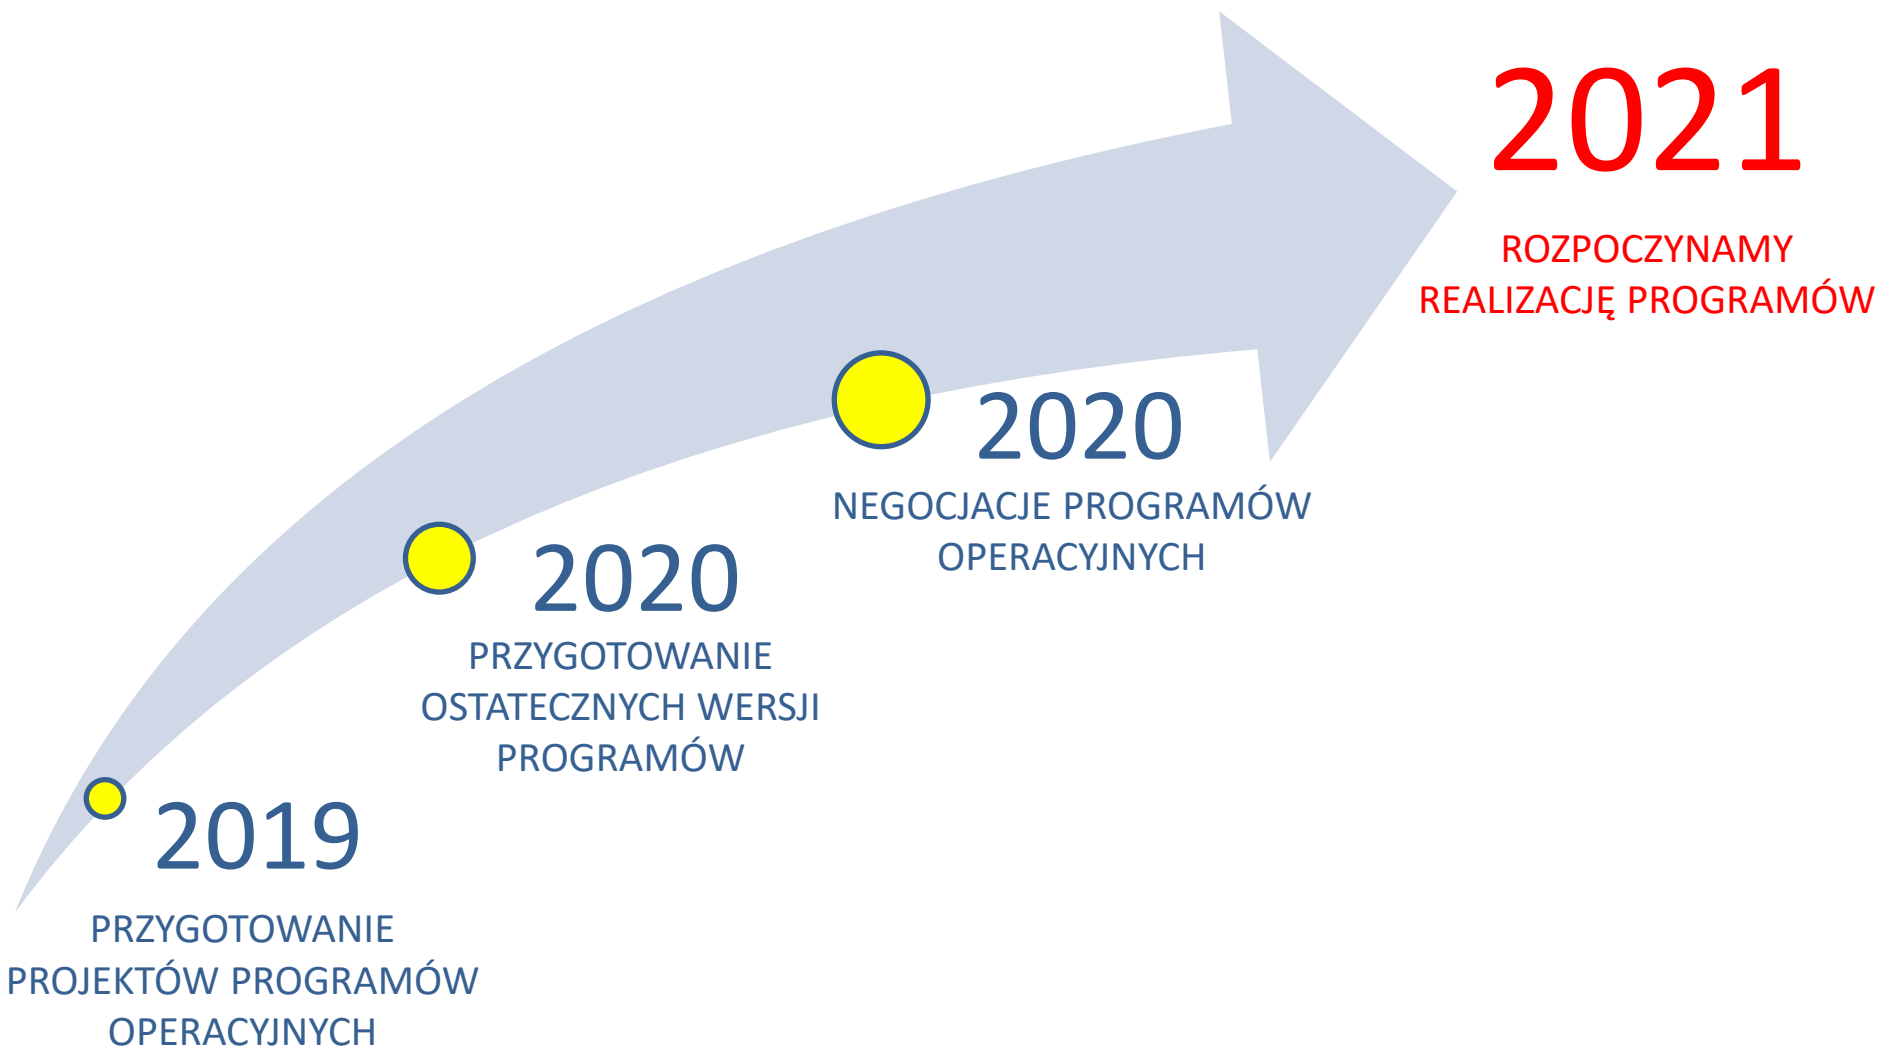 2019
PRZYGOTOWANIE
PROJEKTÓW PROGRAMÓW
OPERACYJNYCH
2020
PRZYGOTOWANIE
OSTATECZNYCH WERSJI
PROGRAMÓW
2020
NEGOCJACJE PROGRAMÓW
OPERACYJNYCH
2021
ROZPOCZYNAMY
REALIZACJĘ PROGRAMÓW